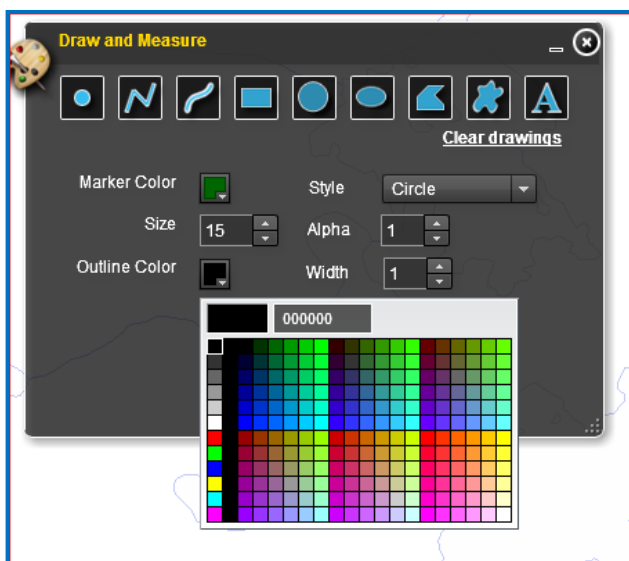 Draw and Measure
A
Clear drawings
Marker Color
Style
Circle
Size
15
Alpha
1
Outline Color
Width
1
000000